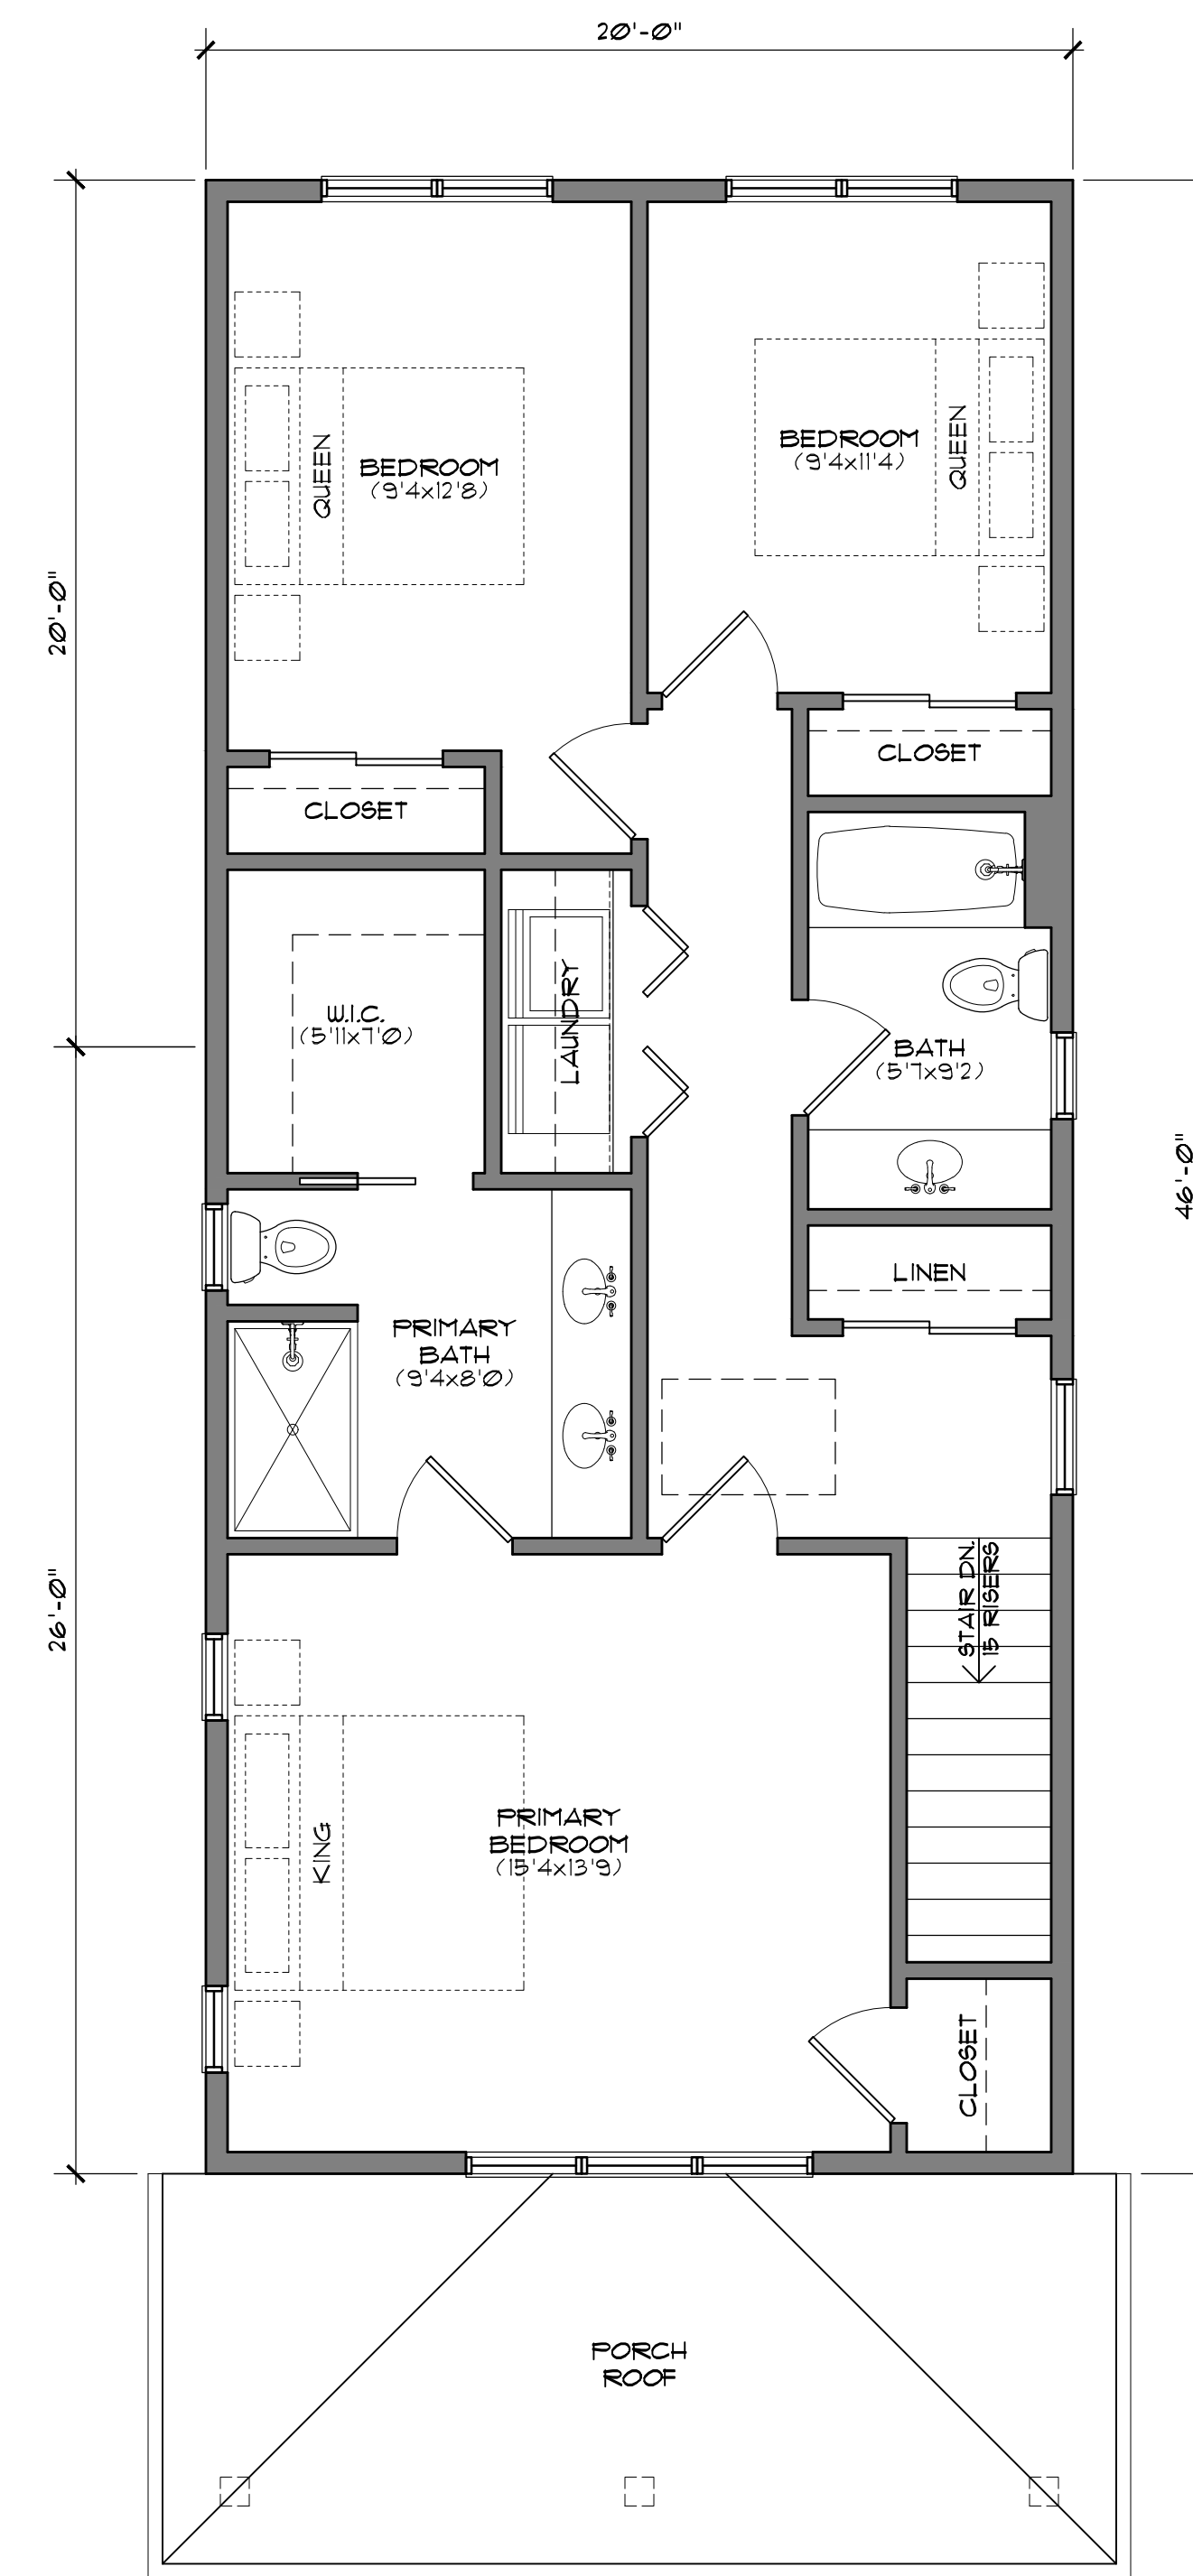 20'-0"
BEDROOM
(9'4x11'4)
QUEEN
QUEEN
BEDROOM
(9'4x12'8)
20'-0"
CLOSET
CLOSET
W.I.C.
(5'11x7'0)
LAUNDRY
BATH
(5'7x9'2)
46'-0"
LINEN
PRIMARY
BATH
(9'4x8'0)
26'-0"
STAIR DN.
15 RISERS
KING
PRIMARY
BEDROOM
(15'4x13'9)
CLOSET
PORCH
ROOF